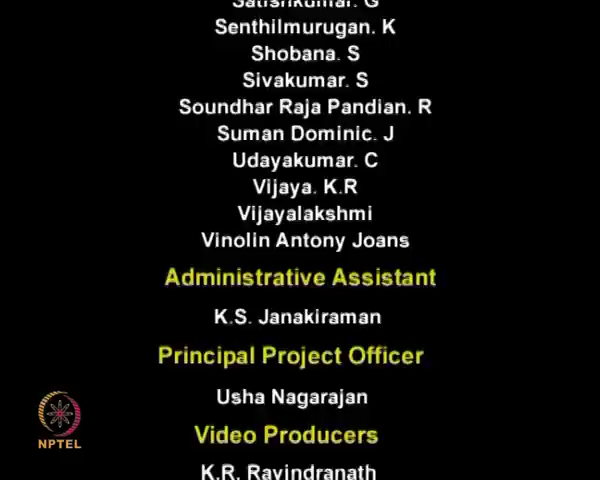 Satishkumar. G
Senthilmurugan. K
Shobana. S
Sivakumar. S
Soundhar Raja Pandian. R
Suman Dominic. J
Udayakumar. C
Vijaya. K.R
Vijayalakshmi
Vinolin Antony Joans
Administrative Assistant
K.S. Janakiraman
Principal Project Officer
Usha Nagarajan
Video Producers
K.R. Ravindranath
NPTEL